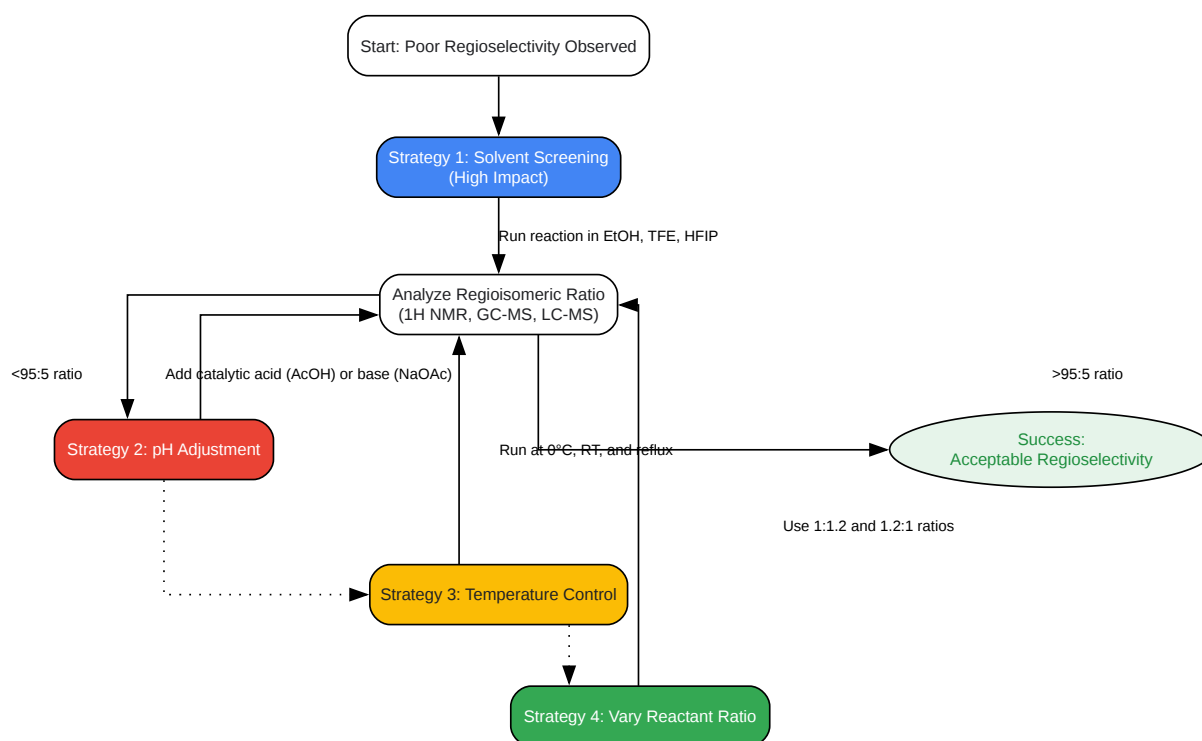 Start: Poor Regioselectivity Observed
Strategy 1: Solvent Screening
(High Impact)
Run reaction in EtOH, TFE, HFIP
Analyze Regioisomeric Ratio
(1H NMR, GC-MS, LC-MS)
<95:5 ratio
Add catalytic acid (AcOH) or base (NaOAc)
>95:5 ratio
Strategy 2: pH Adjustment
Run at 0°C, RT, and reflux
Success:
Acceptable Regioselectivity
Use 1:1.2 and 1.2:1 ratios
Strategy 3: Temperature Control
Strategy 4: Vary Reactant Ratio